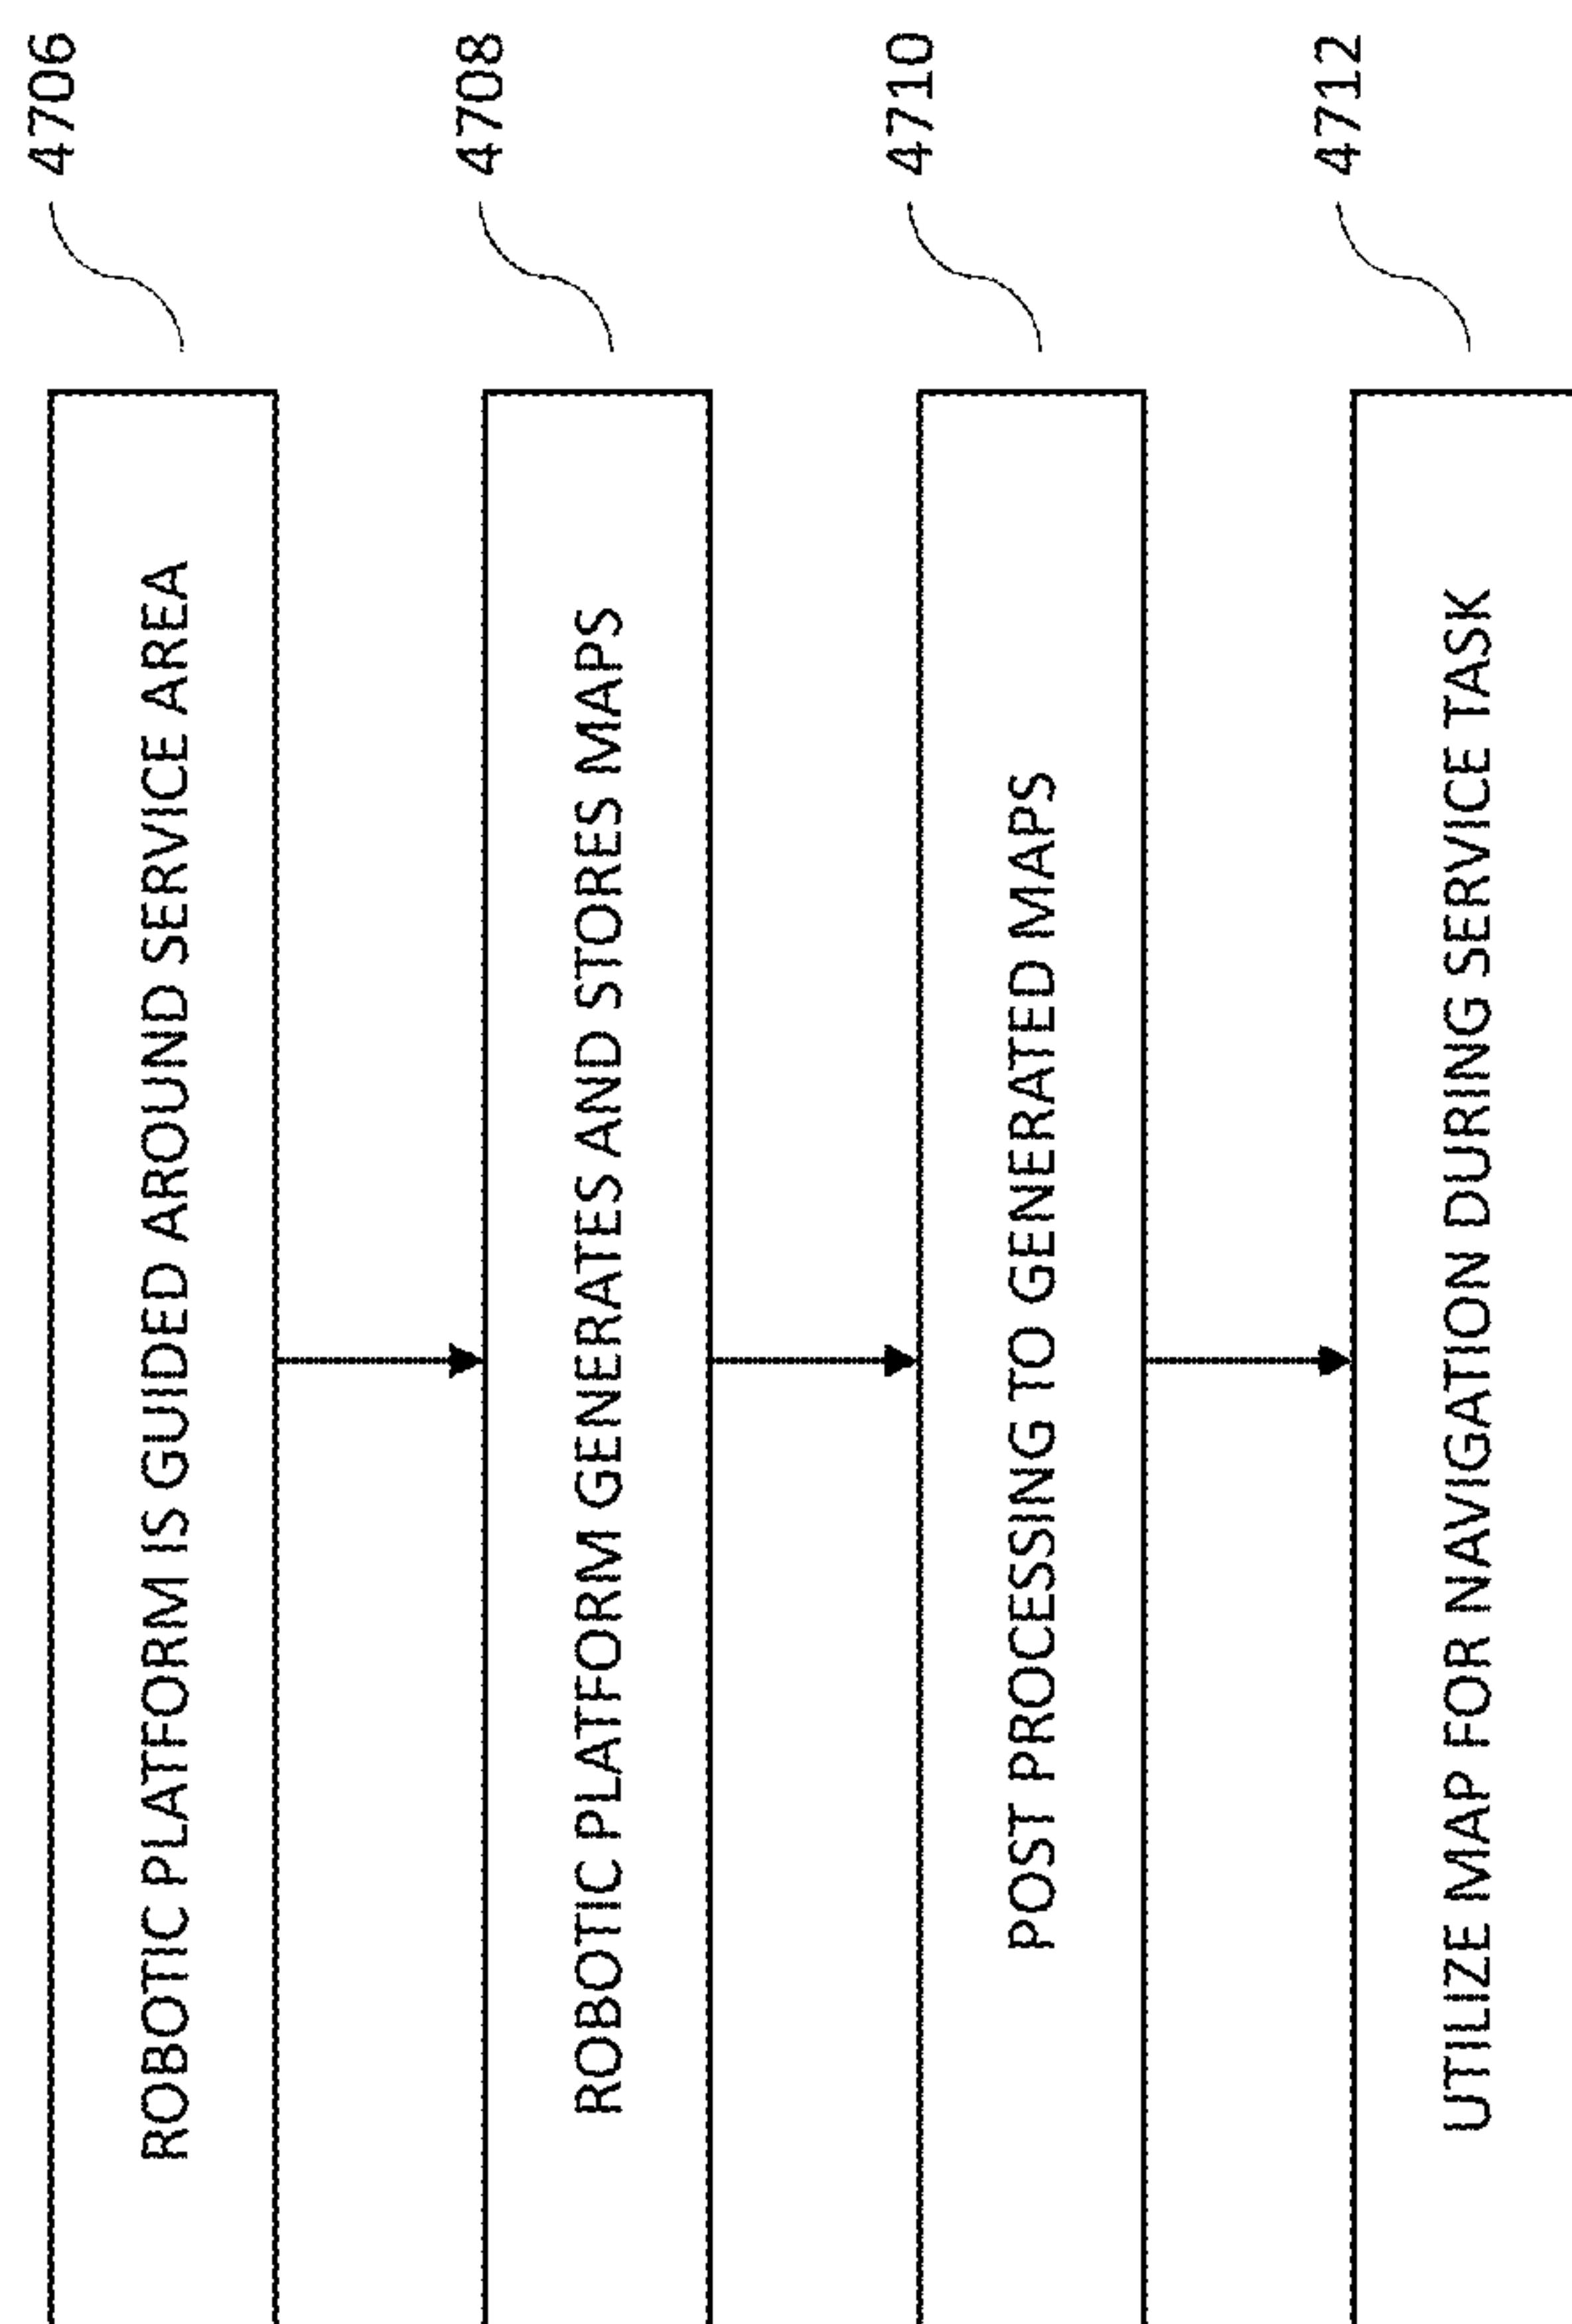 ROBOTIC PLATFORM IS GUIDED AROUND SERVICE AREA
4706
ROBOTIC PLATFORM GENERATES AND STORES MAPS
4708
POST PROCESSING TO GENERATED MAPS
4710
UTILIZE MAP FOR NAVIGATION DURING SERVICE TASK
4712